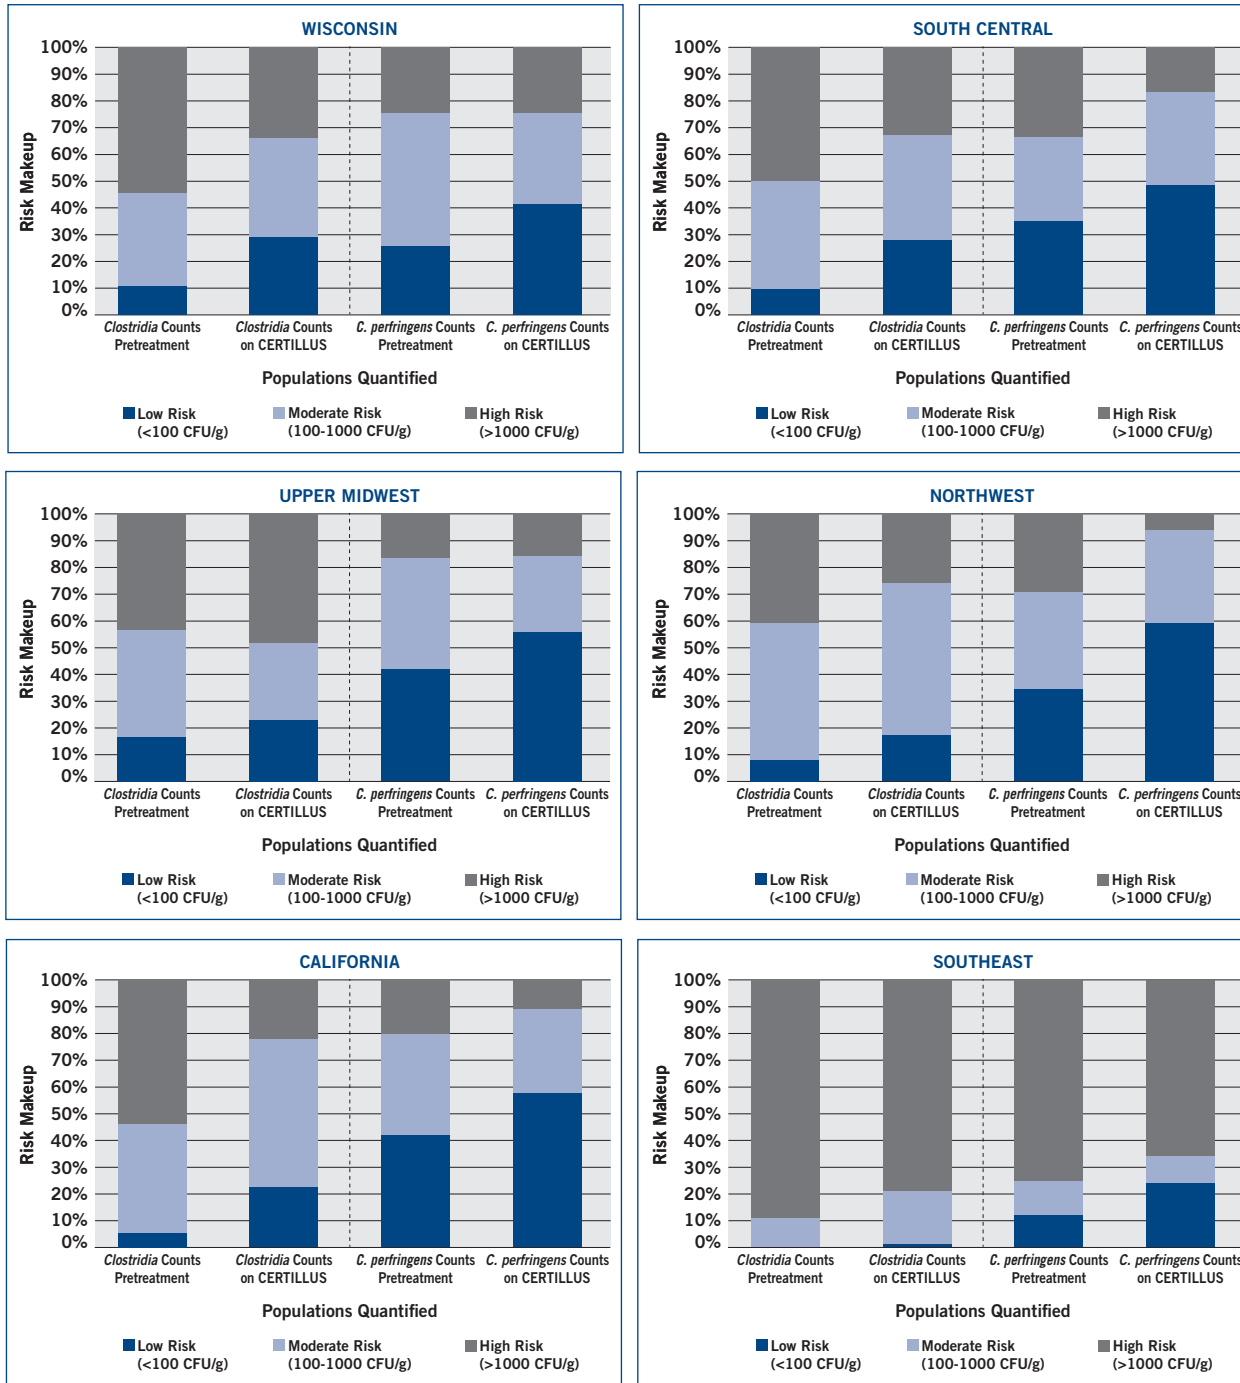 WISCONSIN
100%
90%
80%
70%
60%
50%
40%
30%
20%
10%
0%
Risk Makeup
Clostridia Counts
Pretreatment
Clostridia Counts
on CERTILLUS
C. perfringens Counts
Pretreatment
C. perfringens Counts
on CERTILLUS
Populations Quantified
Low Risk
(<100 CFU/g)
Moderate Risk
(100-1000 CFU/g)
High Risk
(>1000 CFU/g)
SOUTH CENTRAL
100%
90%
80%
70%
60%
50%
40%
30%
20%
10%
0%
Risk Makeup
Clostridia Counts
Pretreatment
Clostridia Counts
on CERTILLUS
C. perfringens Counts
Pretreatment
C. perfringens Counts
on CERTILLUS
Populations Quantified
Low Risk
(<100 CFU/g)
Moderate Risk
(100-1000 CFU/g)
High Risk
(>1000 CFU/g)
UPPER MIDWEST
100%
90%
80%
70%
60%
50%
40%
30%
20%
10%
0%
Risk Makeup
Clostridia Counts
Pretreatment
Clostridia Counts
on CERTILLUS
C. perfringens Counts
Pretreatment
C. perfringens Counts
on CERTILLUS
Populations Quantified
Low Risk
(<100 CFU/g)
Moderate Risk
(100-1000 CFU/g)
High Risk
(>1000 CFU/g)
NORTHWEST
100%
90%
80%
70%
60%
50%
40%
30%
20%
10%
0%
Risk Makeup
Clostridia Counts
Pretreatment
Clostridia Counts
on CERTILLUS
C. perfringens Counts
Pretreatment
C. perfringens Counts
on CERTILLUS
Populations Quantified
Low Risk
(<100 CFU/g)
Moderate Risk
(100-1000 CFU/g)
High Risk
(>1000 CFU/g)
CALIFORNIA
100%
90%
80%
70%
60%
50%
40%
30%
20%
10%
0%
Risk Makeup
Clostridia Counts
Pretreatment
Clostridia Counts
on CERTILLUS
C. perfringens Counts
Pretreatment
C. perfringens Counts
on CERTILLUS
Populations Quantified
Low Risk
(<100 CFU/g)
Moderate Risk
(100-1000 CFU/g)
High Risk
(>1000 CFU/g)
SOUTHEAST
100%
90%
80%
70%
60%
50%
40%
30%
20%
10%
0%
Risk Makeup
Clostridia Counts
Pretreatment
Clostridia Counts
on CERTILLUS
C. perfringens Counts
Pretreatment
C. perfringens Counts
on CERTILLUS
Populations Quantified
Low Risk
(<100 CFU/g)
Moderate Risk
(100-1000 CFU/g)
High Risk
(>1000 CFU/g)